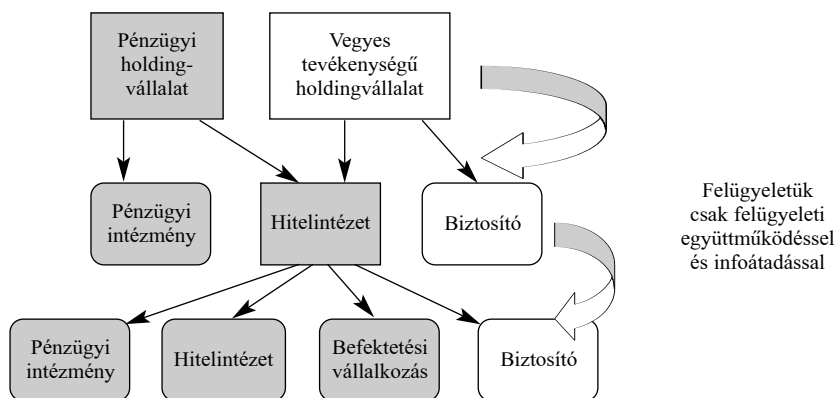 Pénzügyi
holding-
vállalat
Vegyes
tevékenységű
holdingvállalat
Pénzügyi
intézmény
Hitelintézet
Biztosító
Felügyeletük
csak felügyeleti
együttműködéssel
és infoátadással
Pénzügyi
intézmény
Hitelintézet
Befektetési
vállalkozás
Biztosító